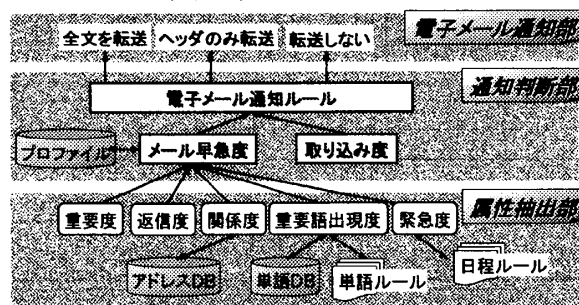 電子メール通知部
全文を転送 ヘッダのみ転送 転送しない
通知判断部
電子メール通知ルール
プロファイル メール早急度 取り込み度
属性抽出部
重要度 返信度 関係度 重要語出現度 緊急度
アドレスDB 単語DB 単語ルール 日程ルール